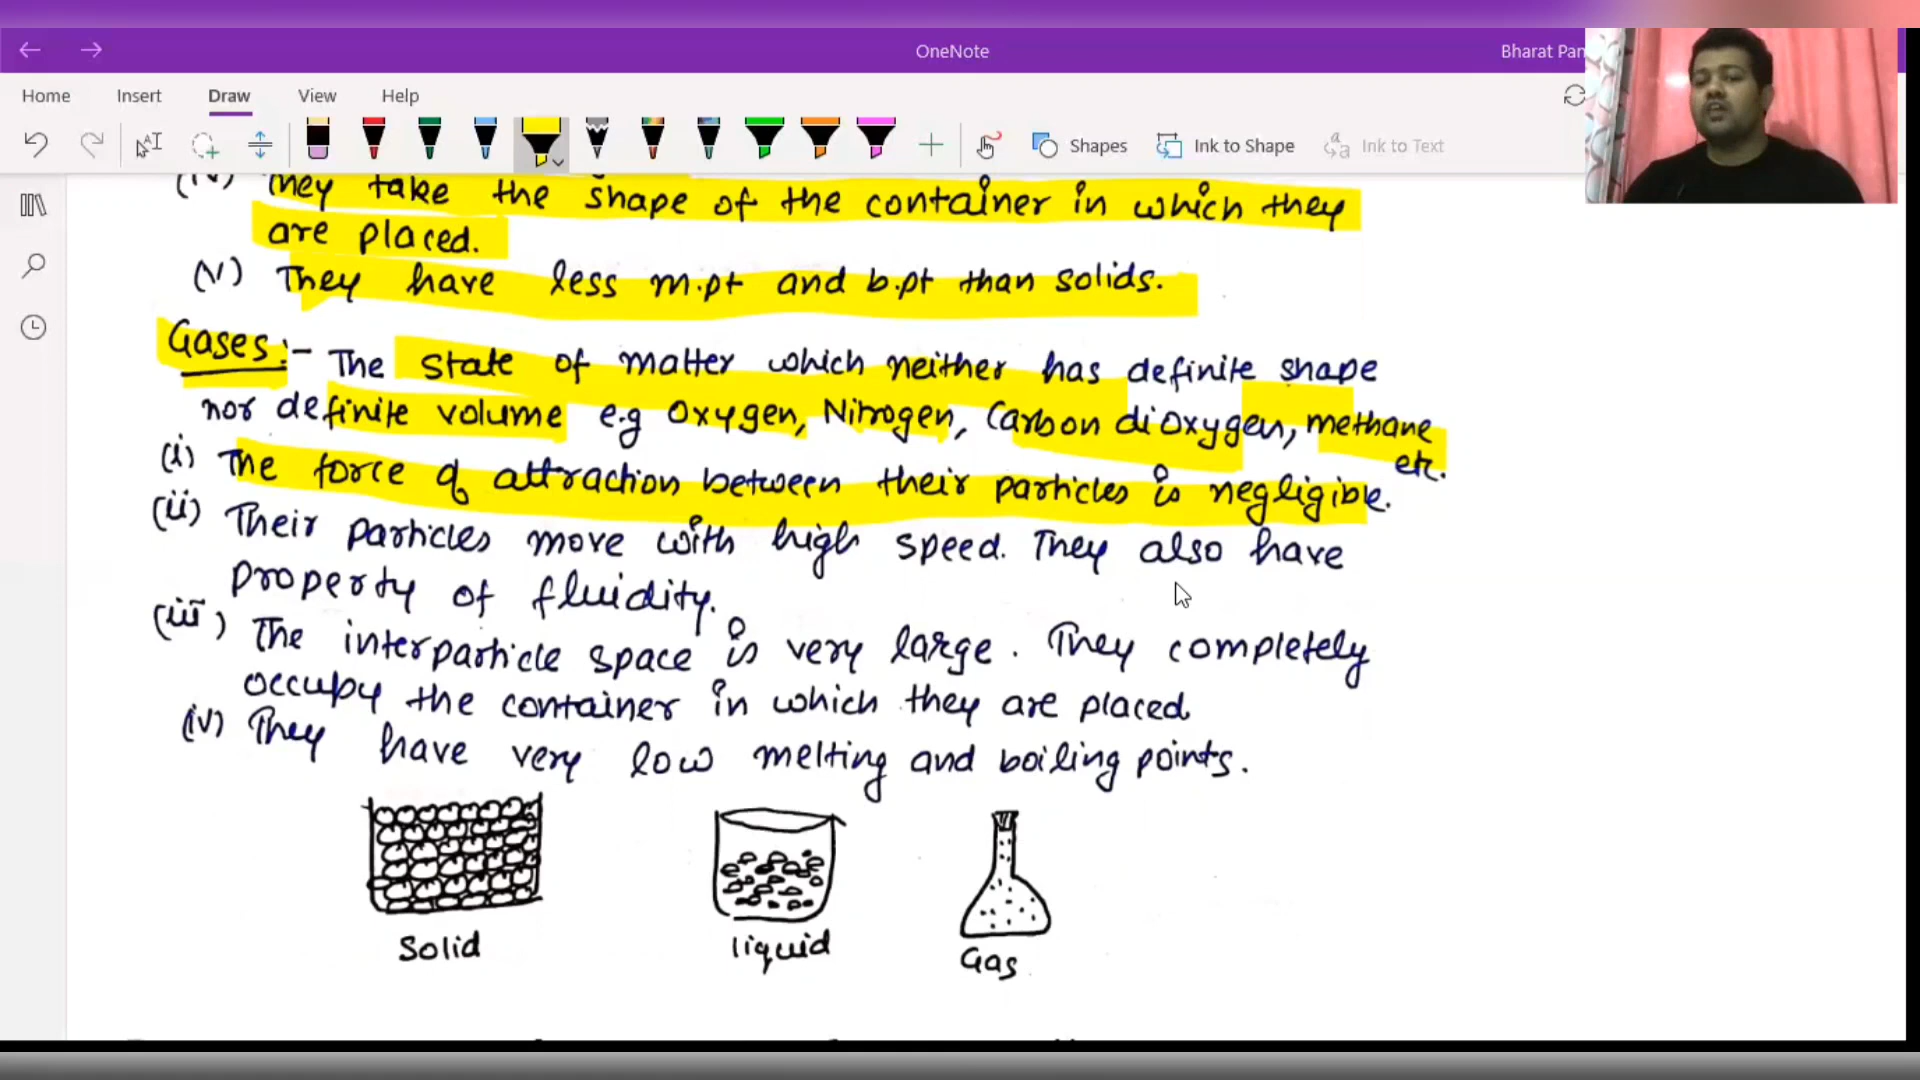 OneNote
Bharat Pan
Home Insert Draw View Help
Shapes Ink to Shape Ink to Text
(iv) They take the shape of the container in which they
are placed.
(v) They have less m.pt and b.pt than solids.
Gases:- The state of matter which neither has definite shape
nor definite volume e.g Oxygen, Nitrogen, Carbon dioxygen, methane
etc.
(i) The force of attraction between their particles is negligible.
(ii) Their particles move with high speed. They also have
property of fluidity.
(iii) The interparticle space is very large. They completely
occupy the container in which they are placed
(iv) They have very low melting and boiling points.
Solid liquid Gas